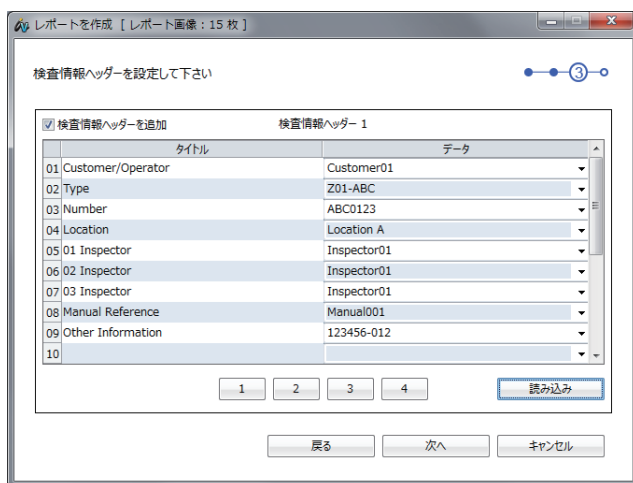 レポートを作成 [ レポート画像 : 15 枚 ]
検査情報ヘッダーを設定して下さい
③
検査情報ヘッダーを追加 検査情報ヘッダー 1
タイトル データ
01 Customer/Operator Customer01
02 Type Z01-ABC
03 Number ABC0123
04 Location Location A
05 01 Inspector Inspector01
06 02 Inspector Inspector01
07 03 Inspector Inspector01
08 Manual Reference Manual001
09 Other Information 123456-012
10
1 2 3 4 読み込み
戻る 次へ キャンセル